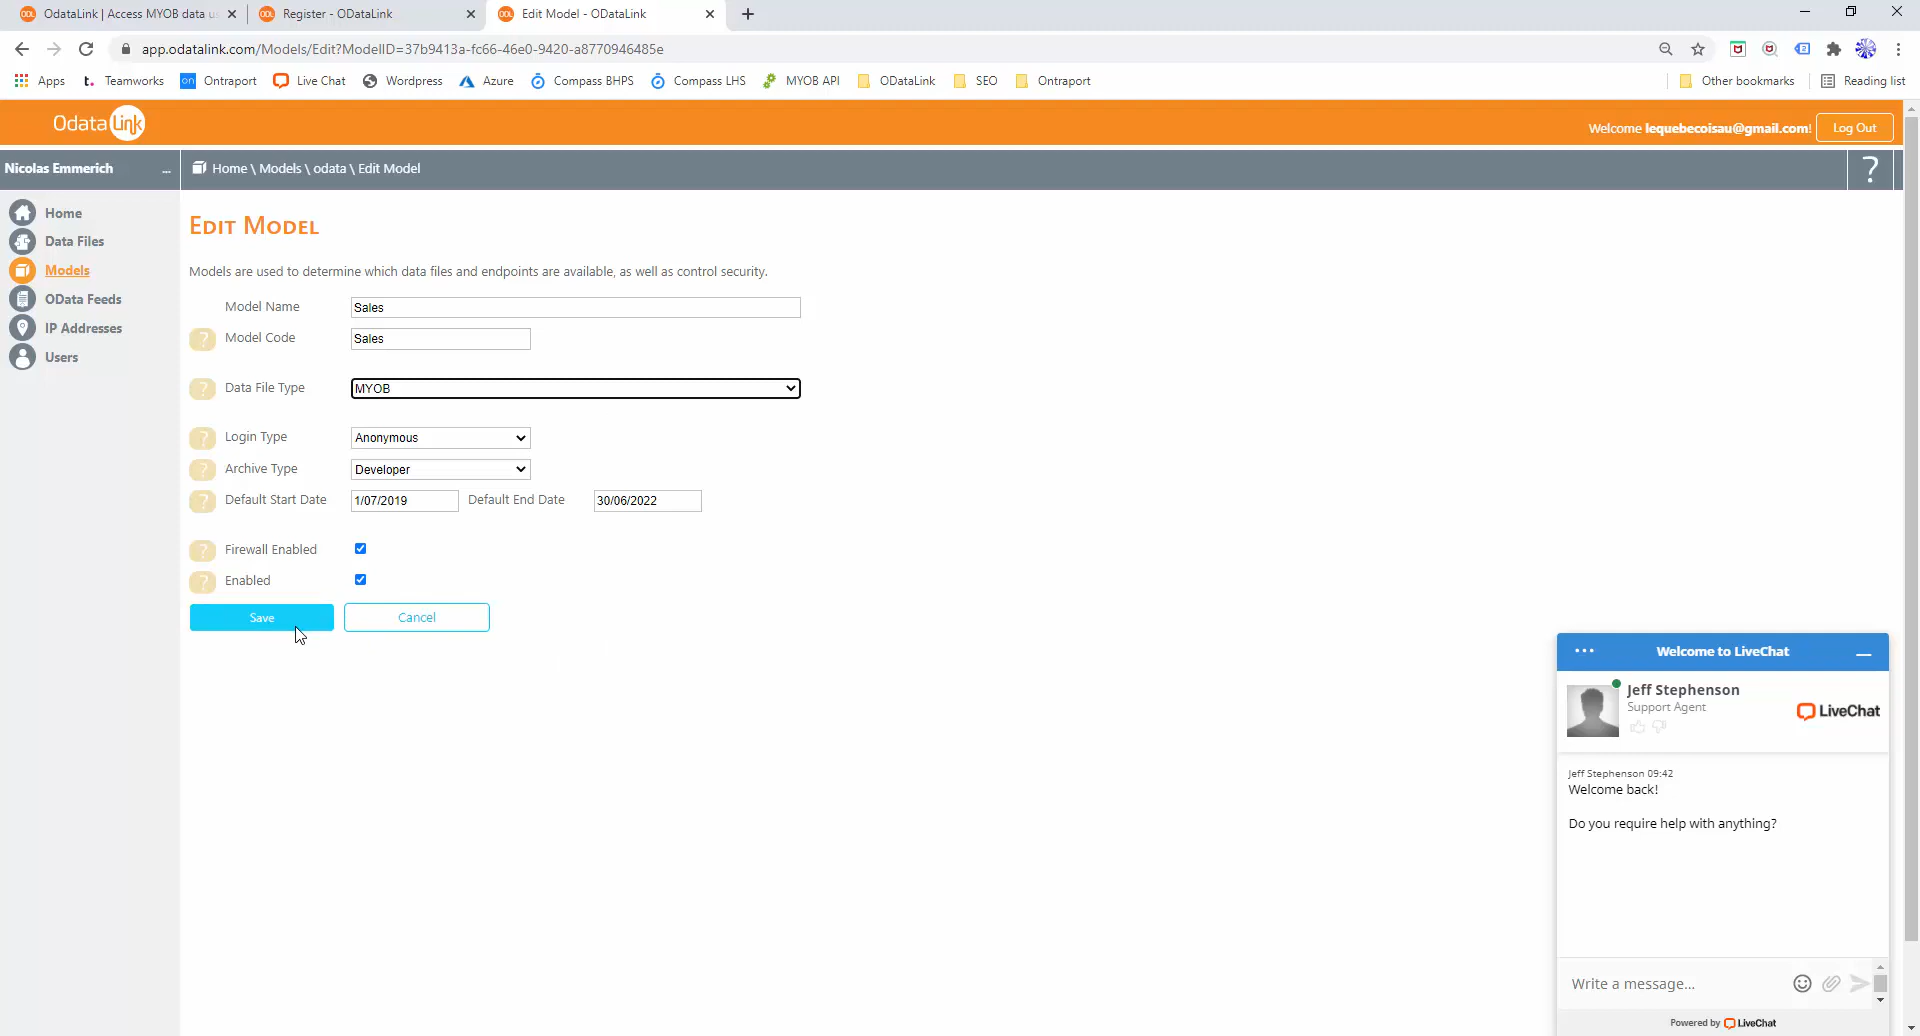 OdataLink | Access MYOB data u
Register - ODataLink
Edit Model - ODataLink
app.odatalink.com/Models/Edit?ModelID=37b9413a-fc66-46e0-9420-a8770946485e
Apps
t. Teamworks
on Ontraport
Live Chat
Wordpress
Azure
Compass BHPS
Compass LHS
MYOB API
ODataLink
SEO
Ontraport
Other bookmarks
Reading list
OdataLink
Welcome lequebecoisau@gmail.com!
Log Out
Nicolas Emmerich ...
Home \ Models \ odata \ Edit Model
?
Home
Data Files
Models
OData Feeds
IP Addresses
Users
EDIT MODEL
Models are used to determine which data files and endpoints are available, as well as control security.
Model Name Sales
? Model Code Sales
? Data File Type MYOB
? Login Type Anonymous
? Archive Type Developer
? Default Start Date 1/07/2019 Default End Date 30/06/2022
? Firewall Enabled
? Enabled
Save Cancel
Welcome to LiveChat
Jeff Stephenson
Support Agent
LiveChat
Jeff Stephenson 09:42
Welcome back!
Do you require help with anything?
Write a message...
Powered by LiveChat